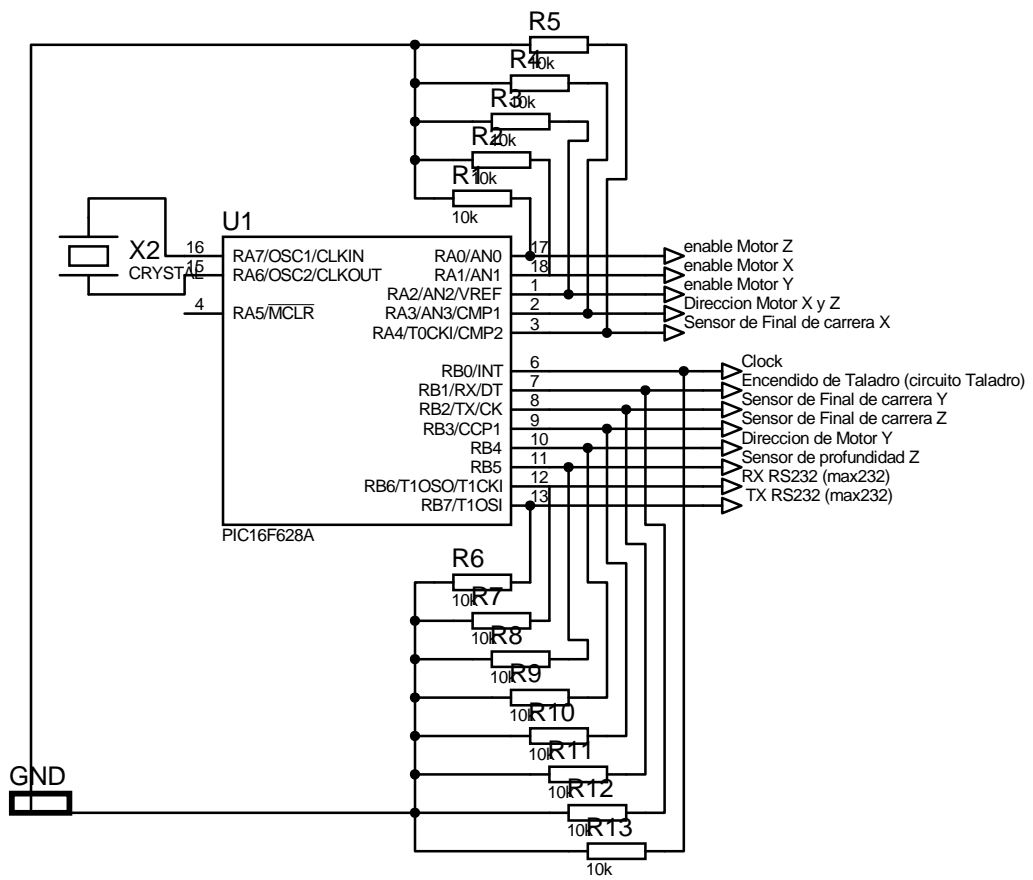 R5
10k
R4
10k
R3
10k
R2
10k
R1
10k
U1
X2
CRYSTAL
16
15
4
RA7/OSC1/CLKIN
RA6/OSC2/CLKOUT
RA5/MCLR
RA0/AN0
RA1/AN1
RA2/AN2/VREF
RA3/AN3/CMP1
RA4/T0CKI/CMP2
RB0/INT
RB1/RX/DT
RB2/TX/CK
RB3/CCP1
RB4
RB5
RB6/T1OSO/T1CKI
RB7/T1OSI
17
18
1
2
3
6
7
8
9
10
11
12
13
enable Motor Z
enable Motor X
enable Motor Y
Direccion Motor X y Z
Sensor de Final de carrera X
Clock
Encendido de Taladro (circuito Taladro)
Sensor de Final de carrera Y
Sensor de Final de carrera Z
Direccion de Motor Y
Sensor de profundidad Z
RX RS232 (max232)
TX RS232 (max232)
PIC16F628A
R6
10k
R7
10k
R8
10k
R9
10k
R10
10k
R11
10k
R12
10k
R13
10k
GND